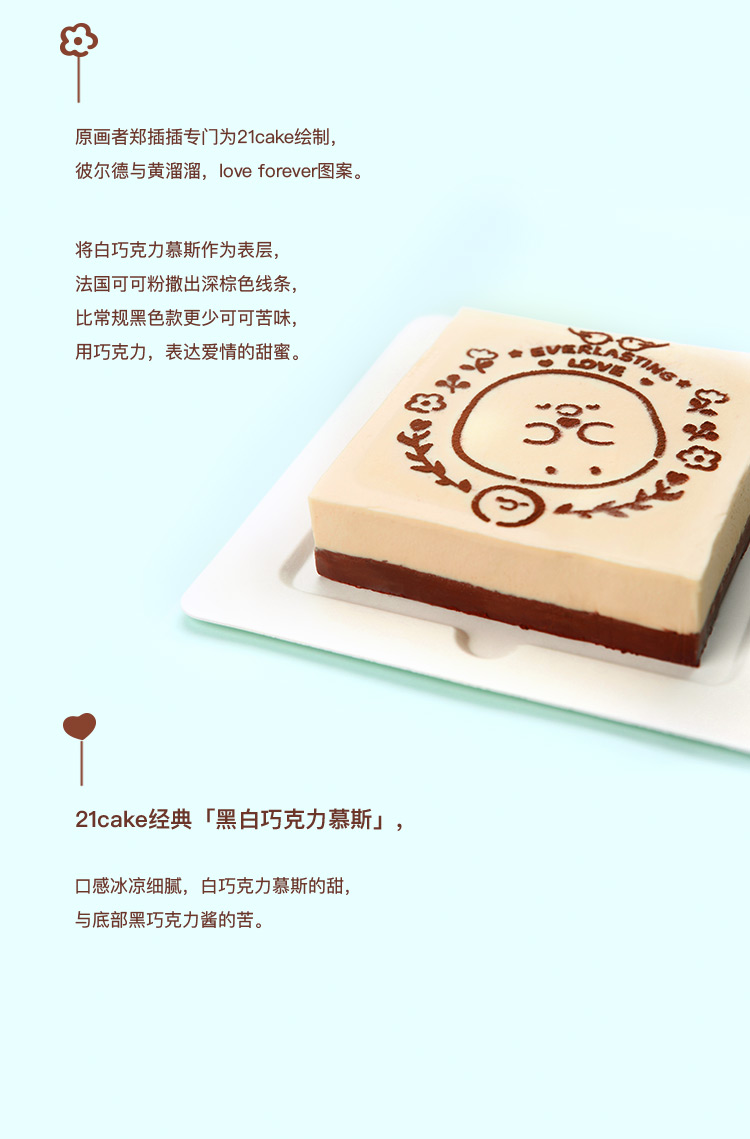 原画者郑插插专门为21cake绘制，
彼尔德与黄溜溜，love forever图案。
将白巧克力慕斯作为表层，
法国可可粉撒出深棕色线条，
比常规黑色款更少可可苦味，
用巧克力，表达爱情的甜蜜。
EVERLASTING
LOVE
21cake经典「黑白巧克力慕斯」，
口感冰凉细腻，白巧克力慕斯的甜，
与底部黑巧克力酱的苦。